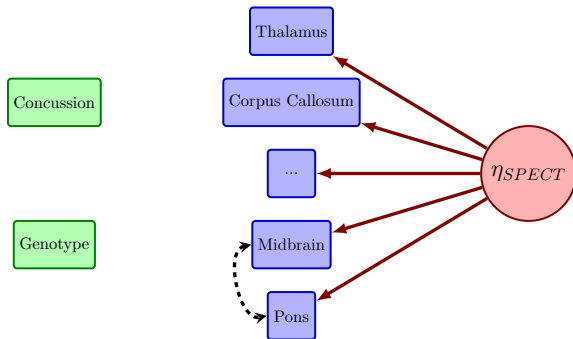 Thalamus
Concussion
Corpus Callosum
...
η_SPECT
Genotype
Midbrain
Pons